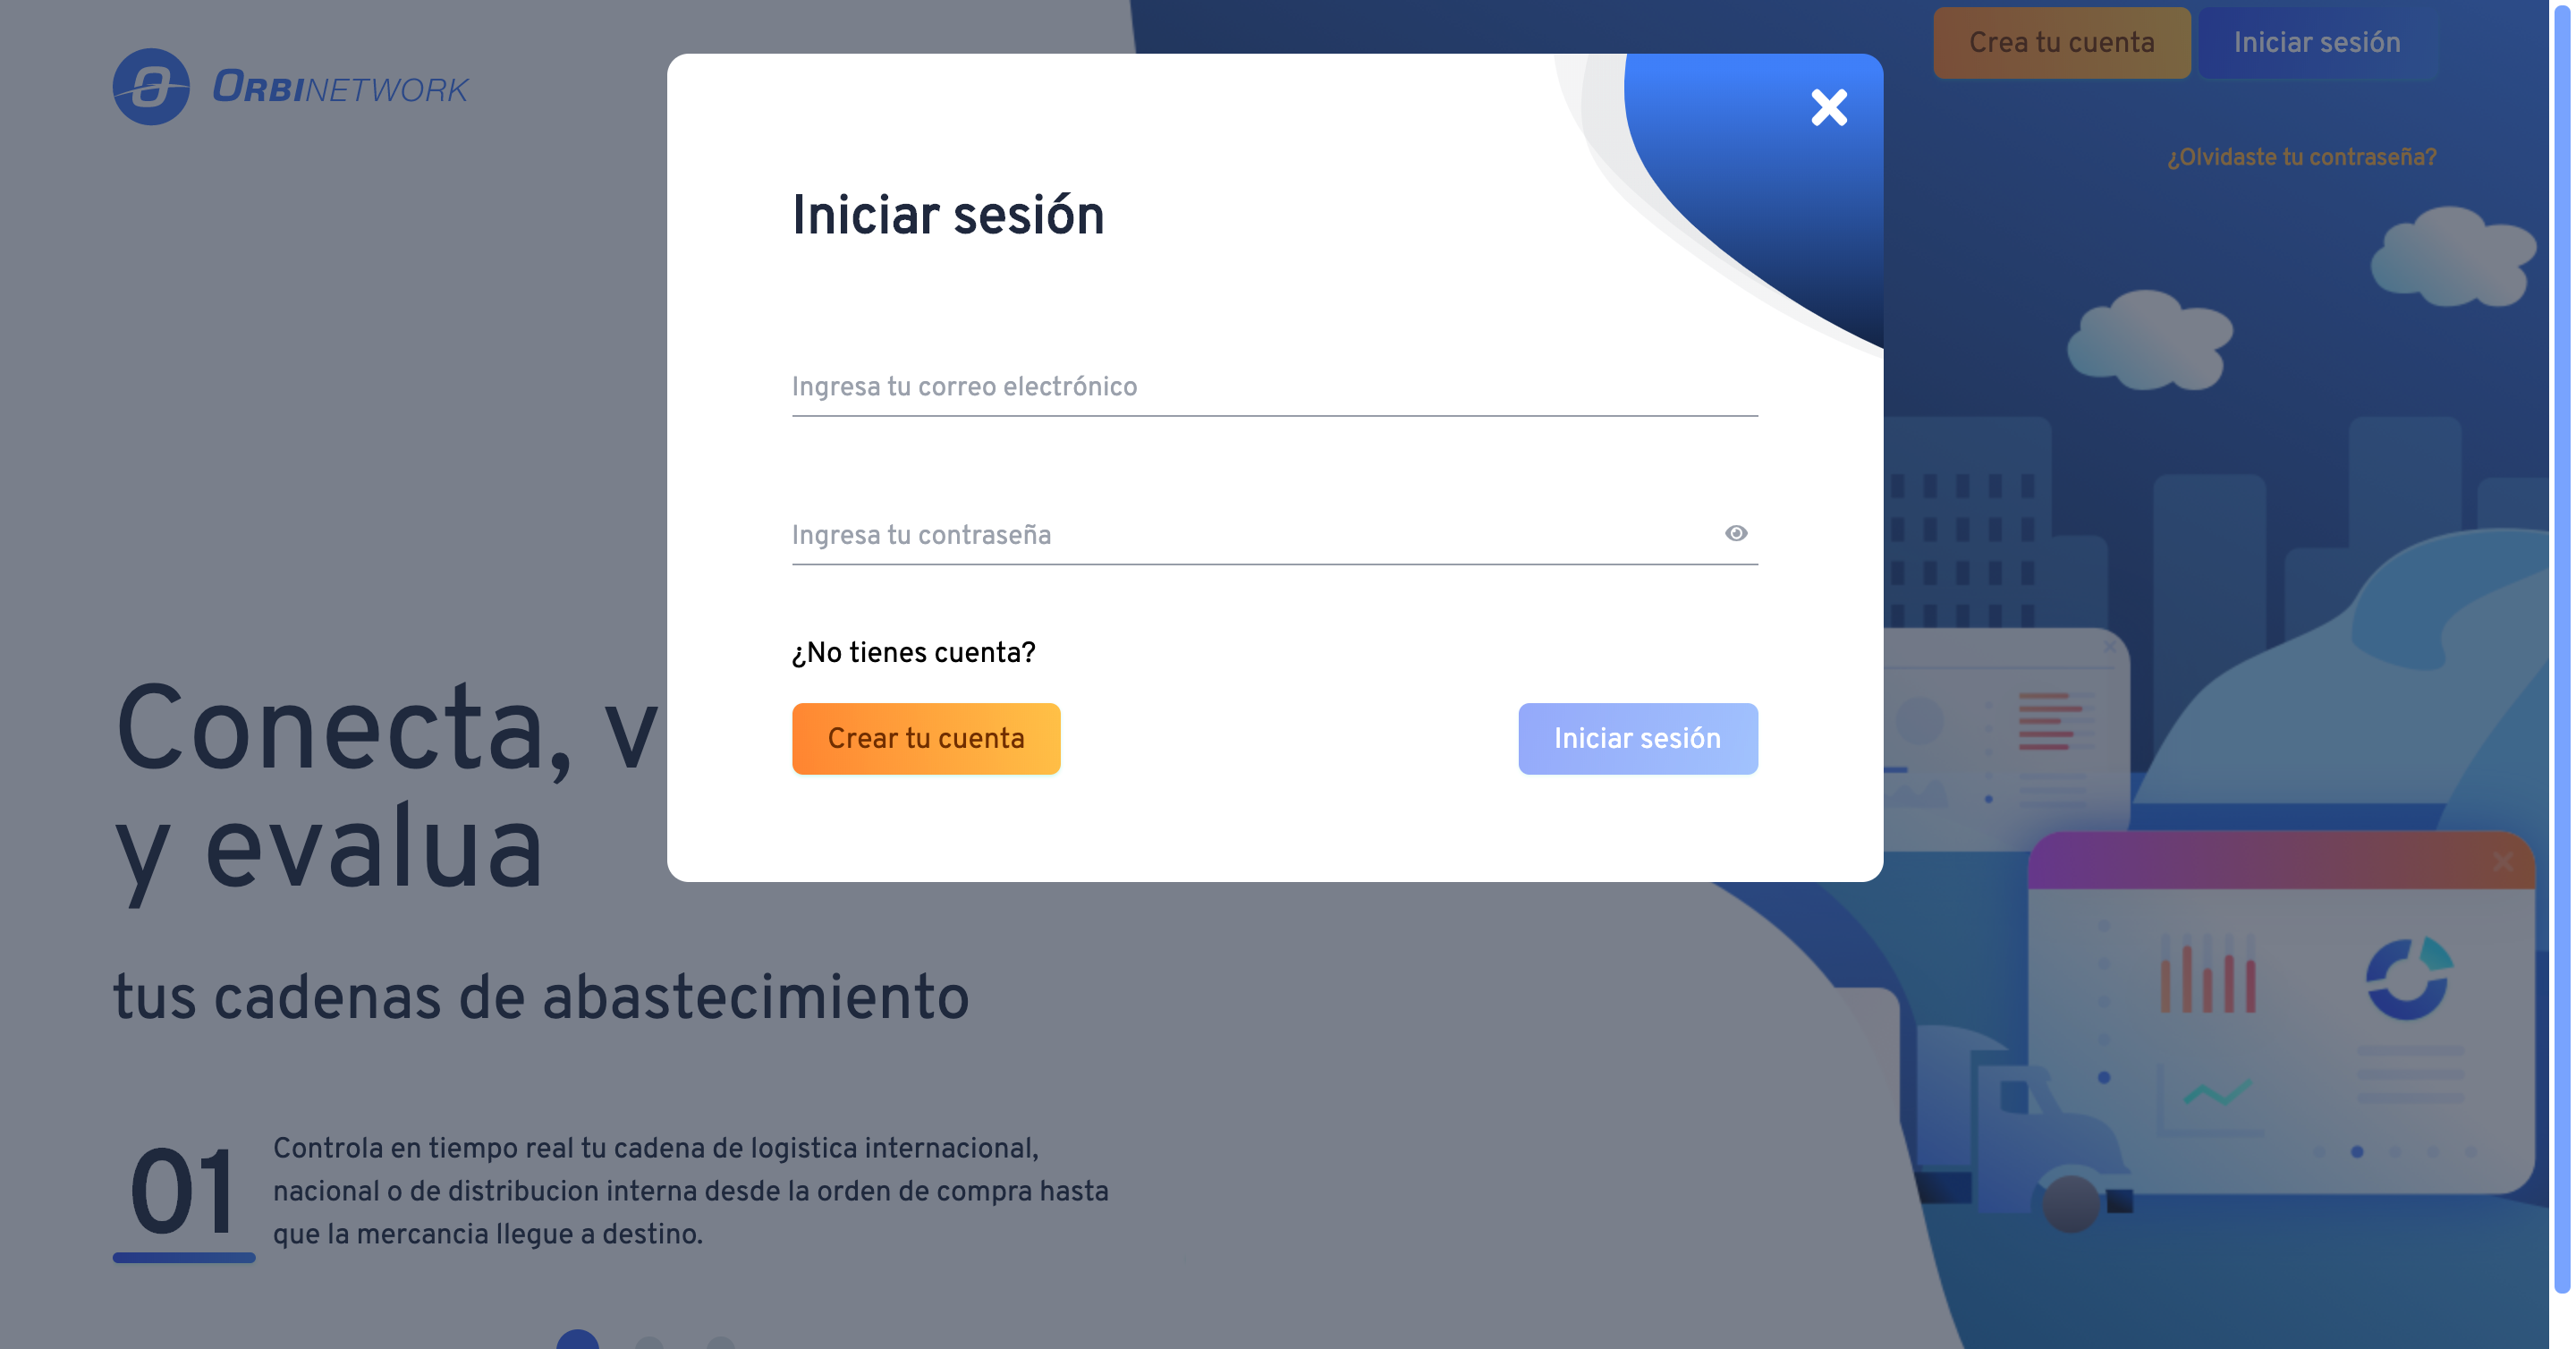 ORBINETWORK
Crea tu cuenta
Iniciar sesión
¿Olvidaste tu contraseña?
Iniciar sesión
Ingresa tu correo electrónico
Ingresa tu contraseña
¿No tienes cuenta?
Crear tu cuenta
Iniciar sesión
Conecta, v
y evalua
tus cadenas de abastecimiento
01
Controla en tiempo real tu cadena de logistica internacional,
nacional o de distribucion interna desde la orden de compra hasta
que la mercancia llegue a destino.